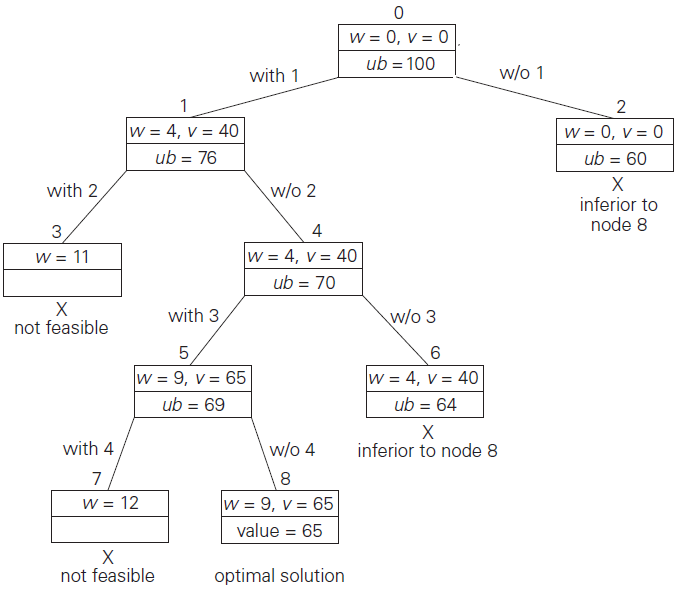 0
w = 0, v = 0
ub = 100
with 1
w/o 1
1
w = 4, v = 40
ub = 76
2
w = 0, v = 0
ub = 60
X
inferior to
node 8
with 2
w/o 2
3
w = 11
X
not feasible
4
w = 4, v = 40
ub = 70
with 3
w/o 3
5
w = 9, v = 65
ub = 69
6
w = 4, v = 40
ub = 64
X
inferior to node 8
with 4
w/o 4
7
w = 12
X
not feasible
8
w = 9, v = 65
value = 65
optimal solution